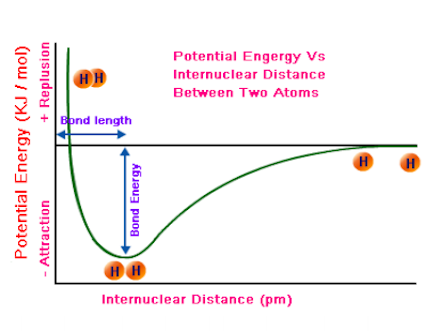 Potential Engergy Vs
Internuclear Distance
Between Two Atoms
Potential Energy (KJ / mol)
+ Replusion
- Attraction
H H
Bond length
Bond Energy
H H
H H
Internuclear Distance (pm)